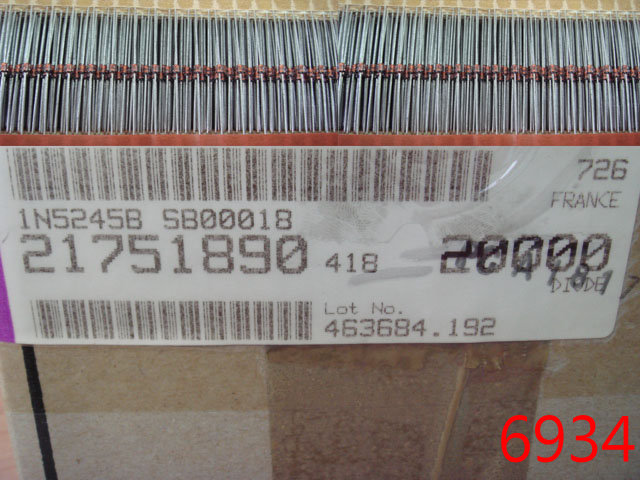 726
FRANCE
1N5245B SB00018
21751890 418 20000
DIODE
Lot No.
463684.192
6934